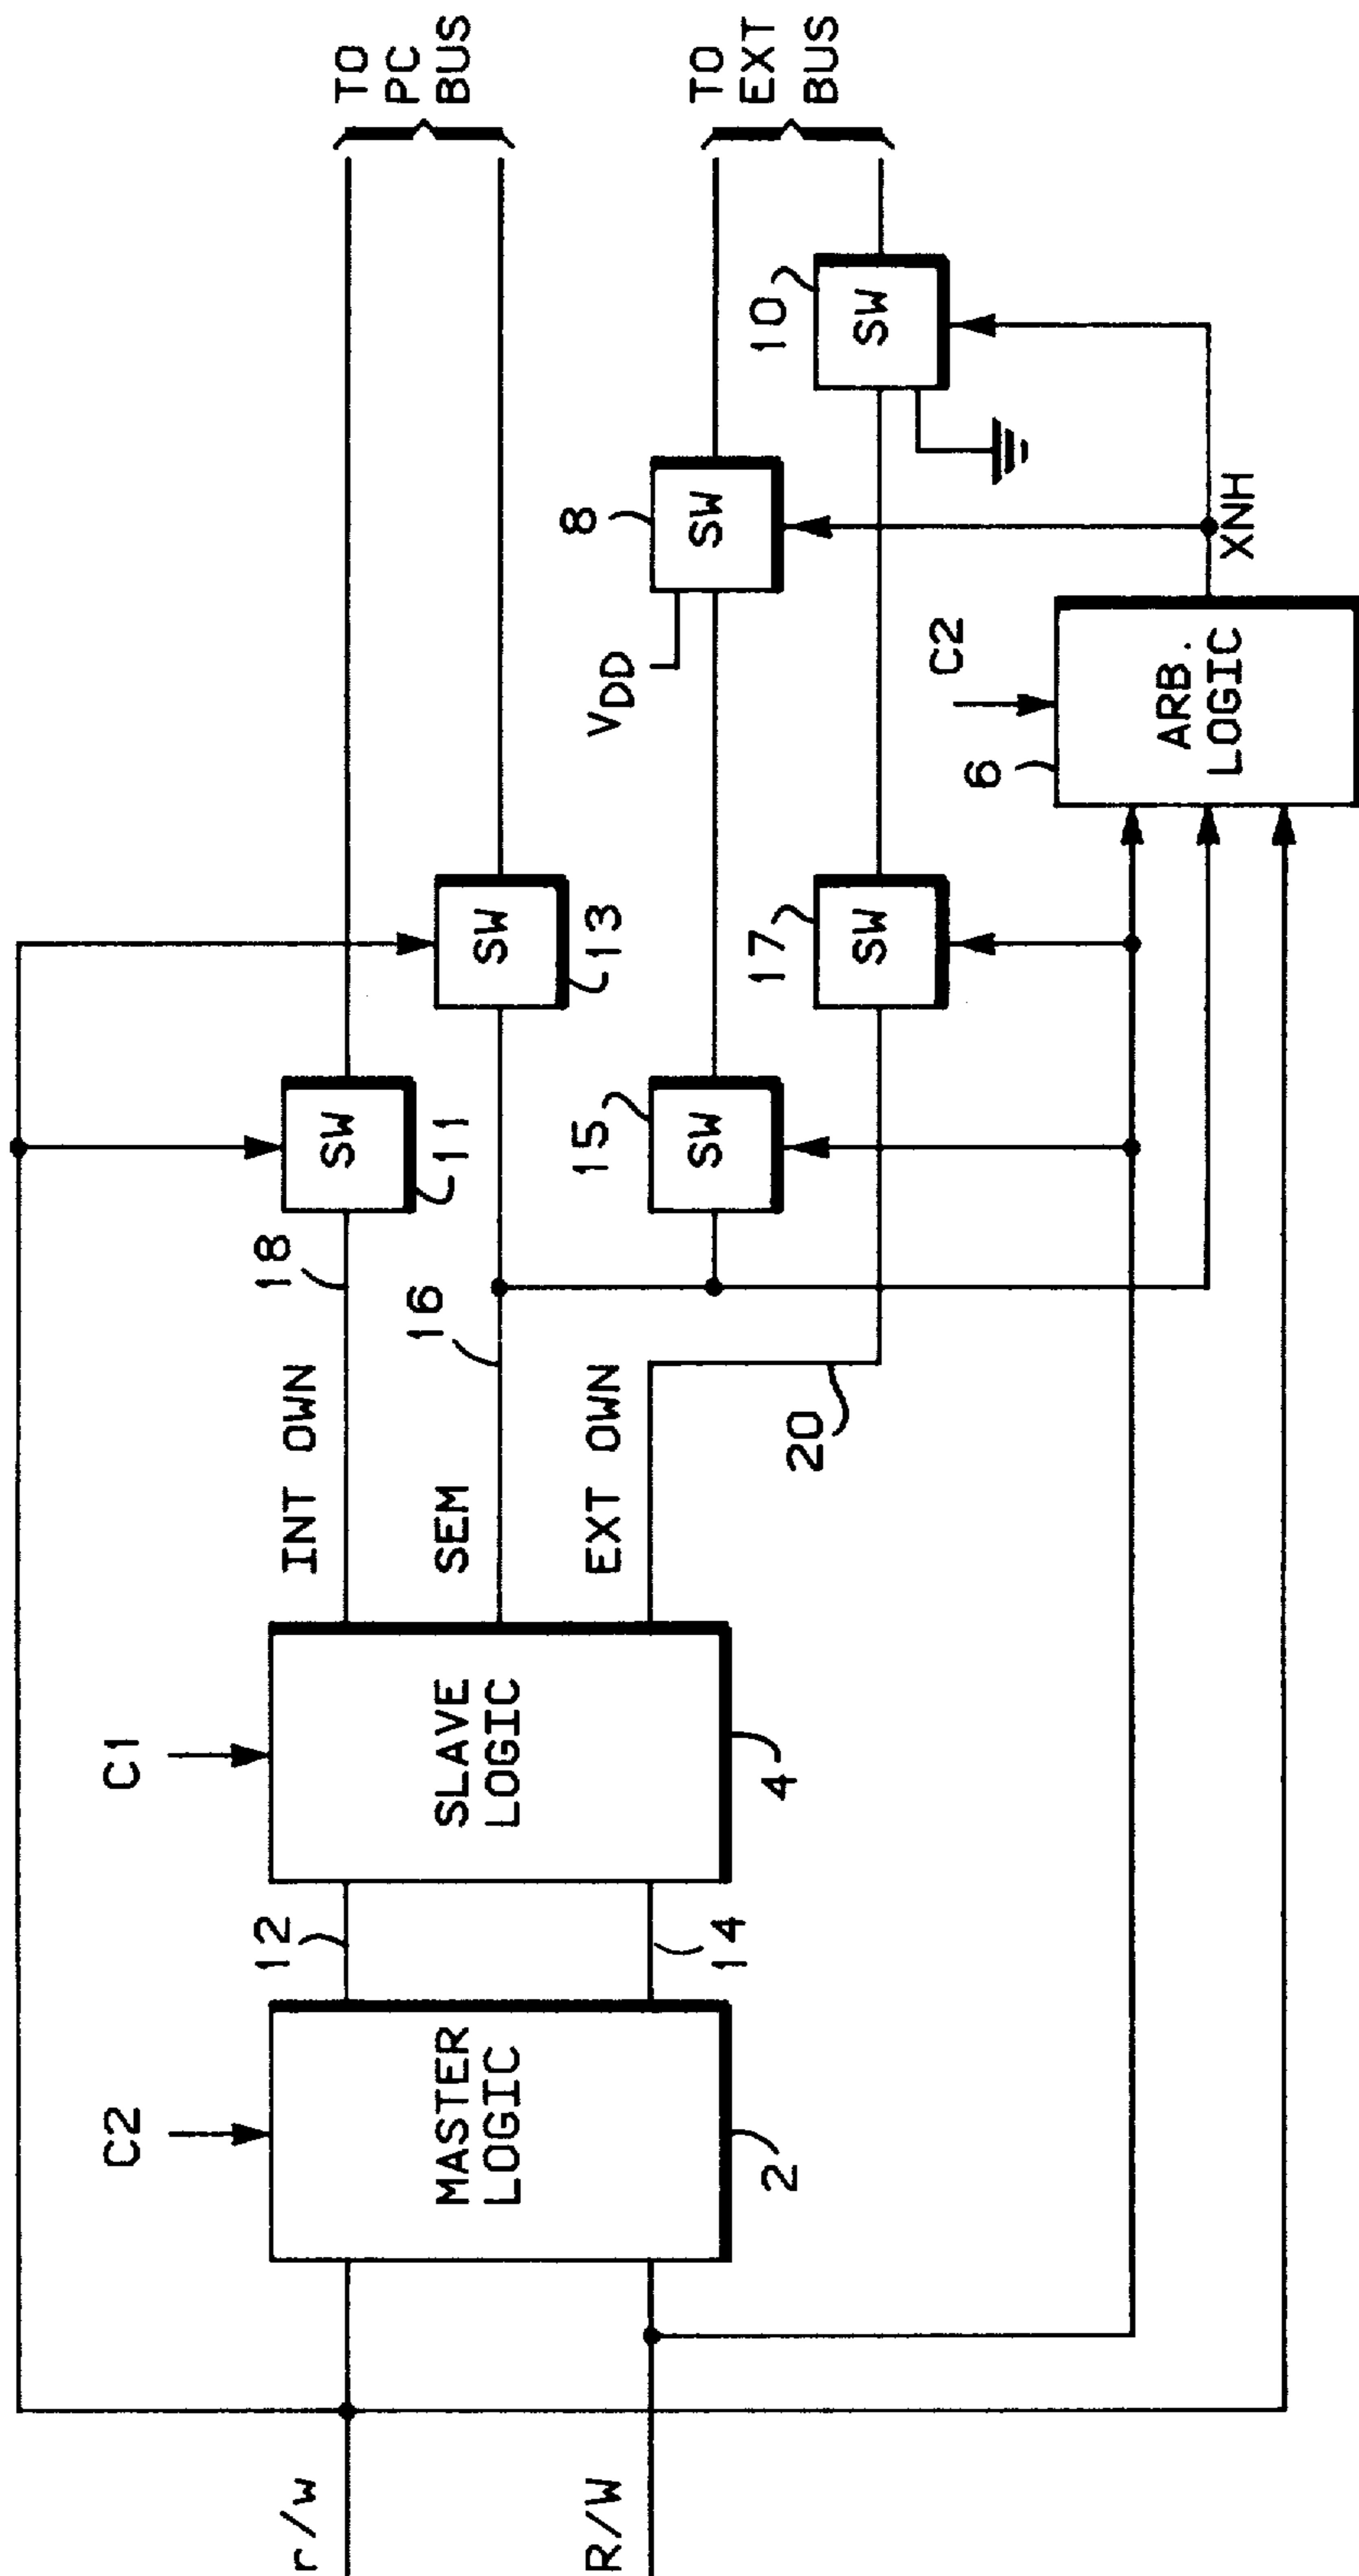 r/w
R/W
C2
MASTER
LOGIC
2
12
14
C1
SLAVE
LOGIC
4
INT OWN
SEM
EXT OWN
18
16
20
SW
11
SW
13
SW
15
SW
17
VDD
SW
8
SW
10
C2
6
ARB.
LOGIC
XNH
TO
PC
BUS
TO
EXT
BUS